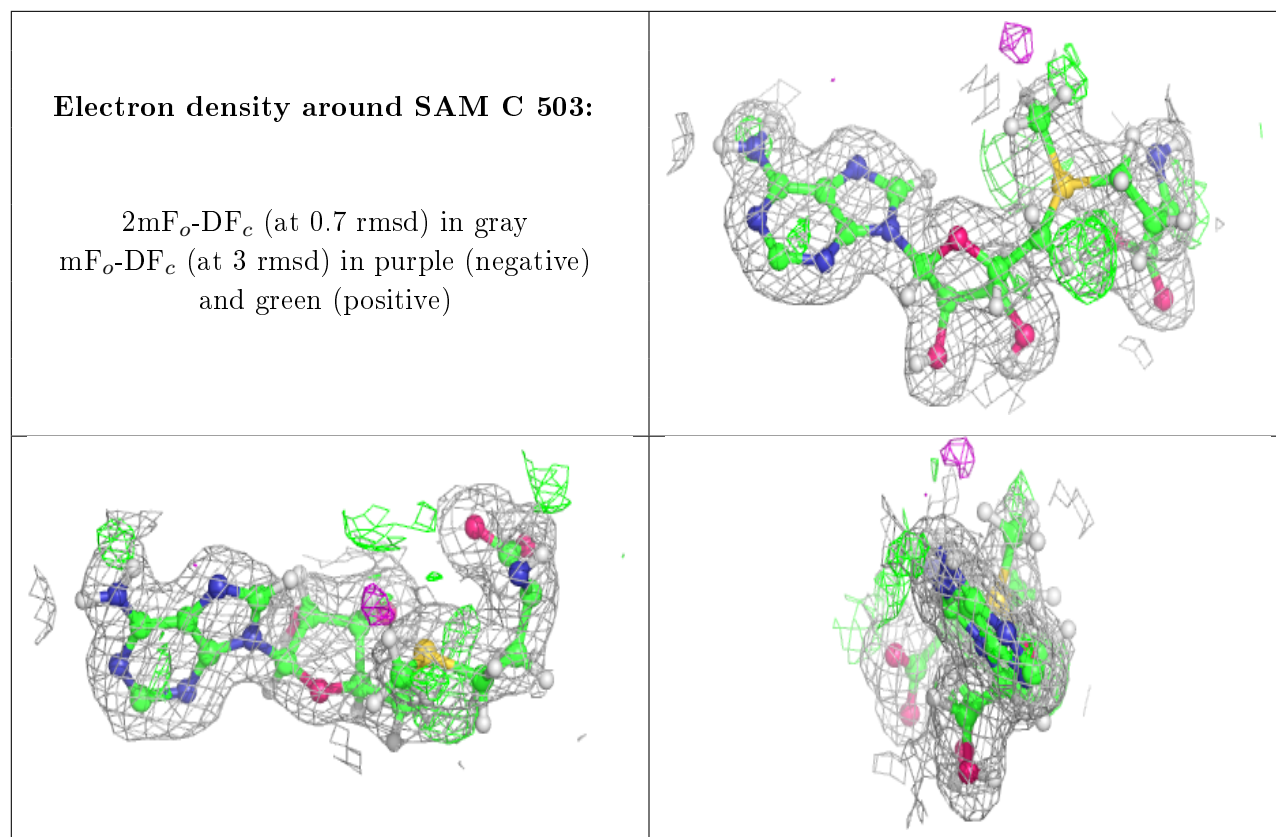 Electron density around SAM C 503:
2mFₒ-DF𝒸 (at 0.7 rmsd) in gray
mFₒ-DF𝒸 (at 3 rmsd) in purple (negative)
and green (positive)